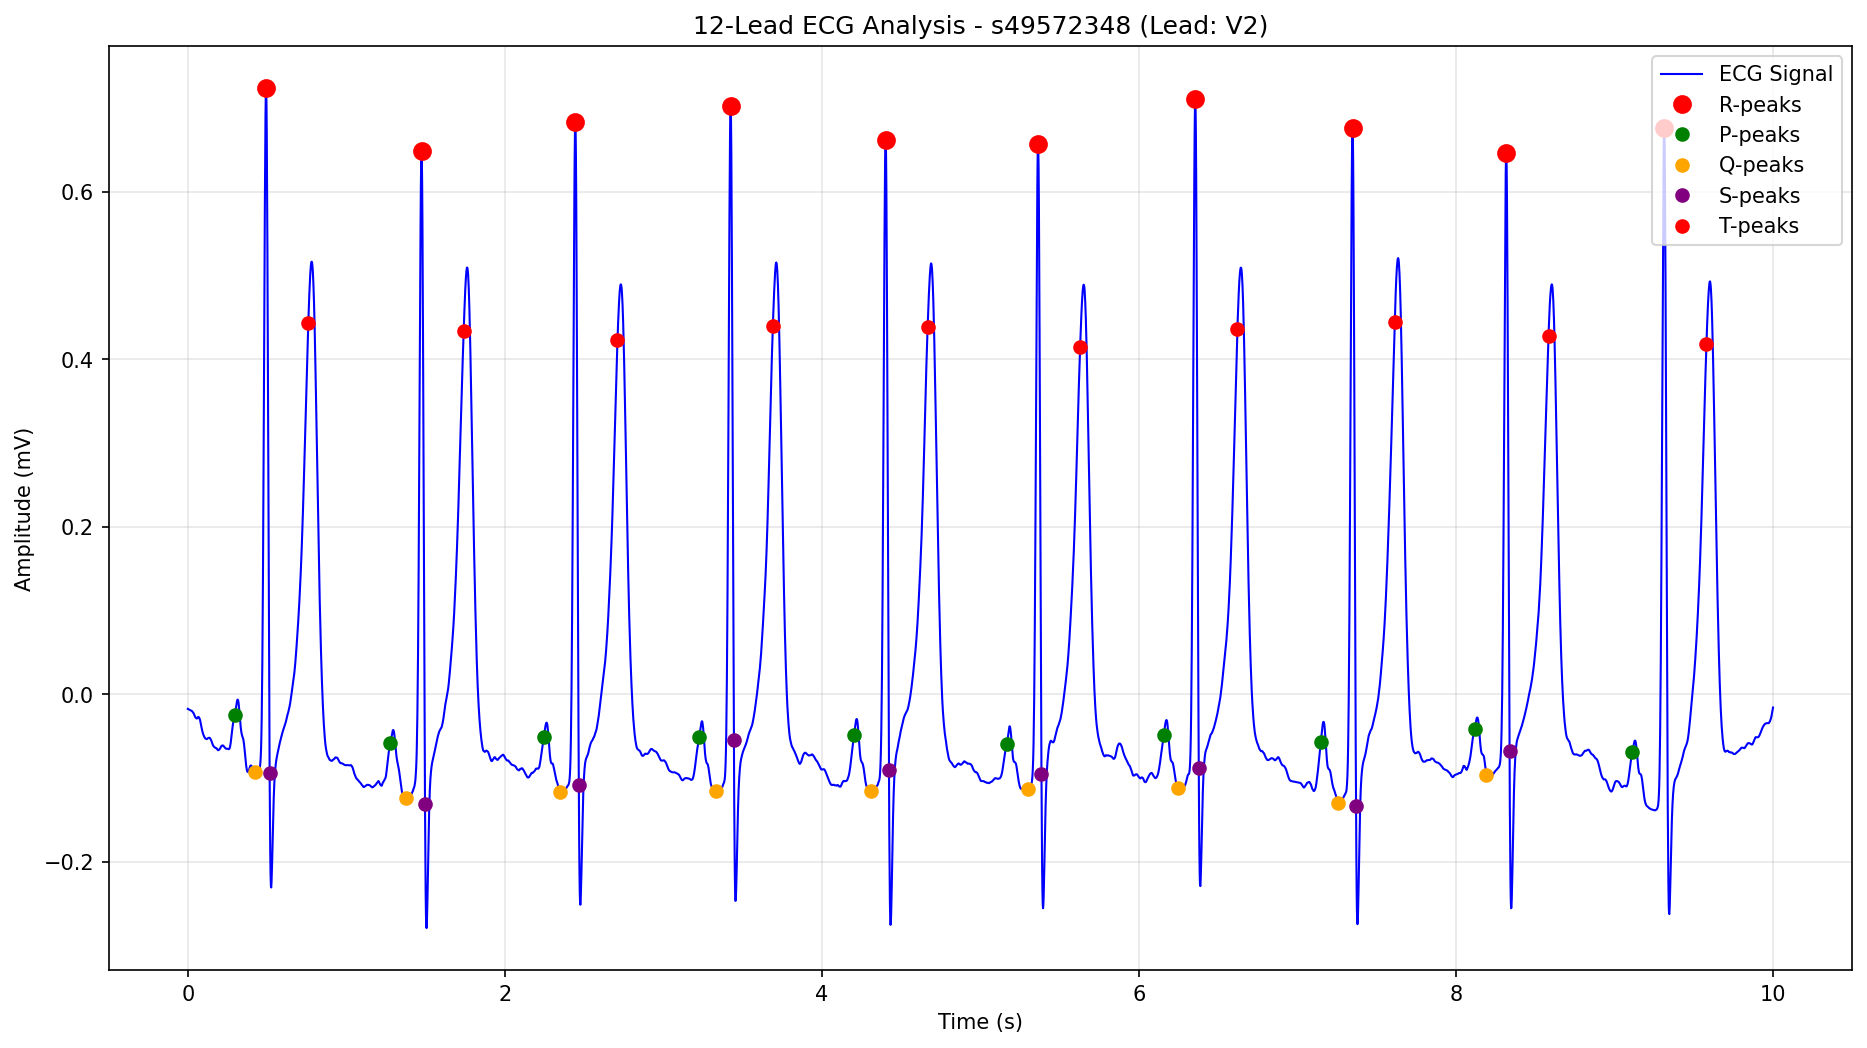 12-Lead ECG Analysis - s49572348 (Lead: V2)
ECG Signal
R-peaks
P-peaks
Q-peaks
S-peaks
T-peaks
Amplitude (mV)
0.6
0.4
0.2
0.0
−0.2
0 2 4 6 8 10
Time (s)